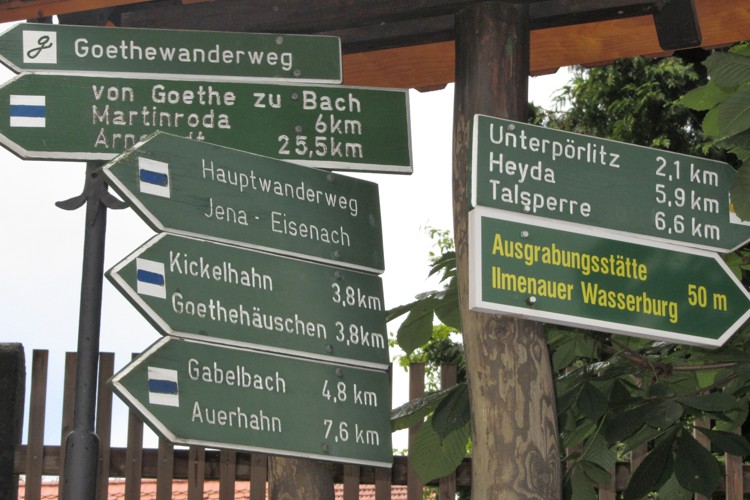 g Goethewanderweg
von Goethe zu Bach
Martinroda 6km
25,5km
Hauptwanderweg
Jena - Eisenach
Kickelhahn 3,8km
Goethehäuschen 3,8km
Gabelbach 4,8 km
Auerhahn 7,6 km
Unterpörlitz 2,1 km
Heyda 5,9 km
Talsperre 6,6 km
Ausgrabungsstätte
Ilmenauer Wasserburg 50 m